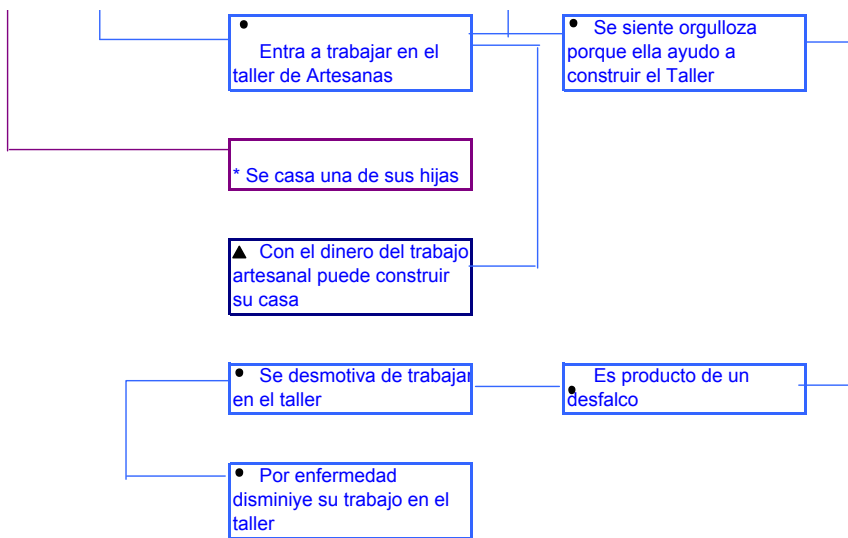 • Entra a trabajar en el
taller de Artesanas
• Se siente orgulloza
porque ella ayudo a
construir el Taller
* Se casa una de sus hijas
▲ Con el dinero del trabajo
artesanal puede construir
su casa
• Se desmotiva de trabajar
en el taller
• Es producto de un
desfalco
• Por enfermedad
disminiye su trabajo en el
taller